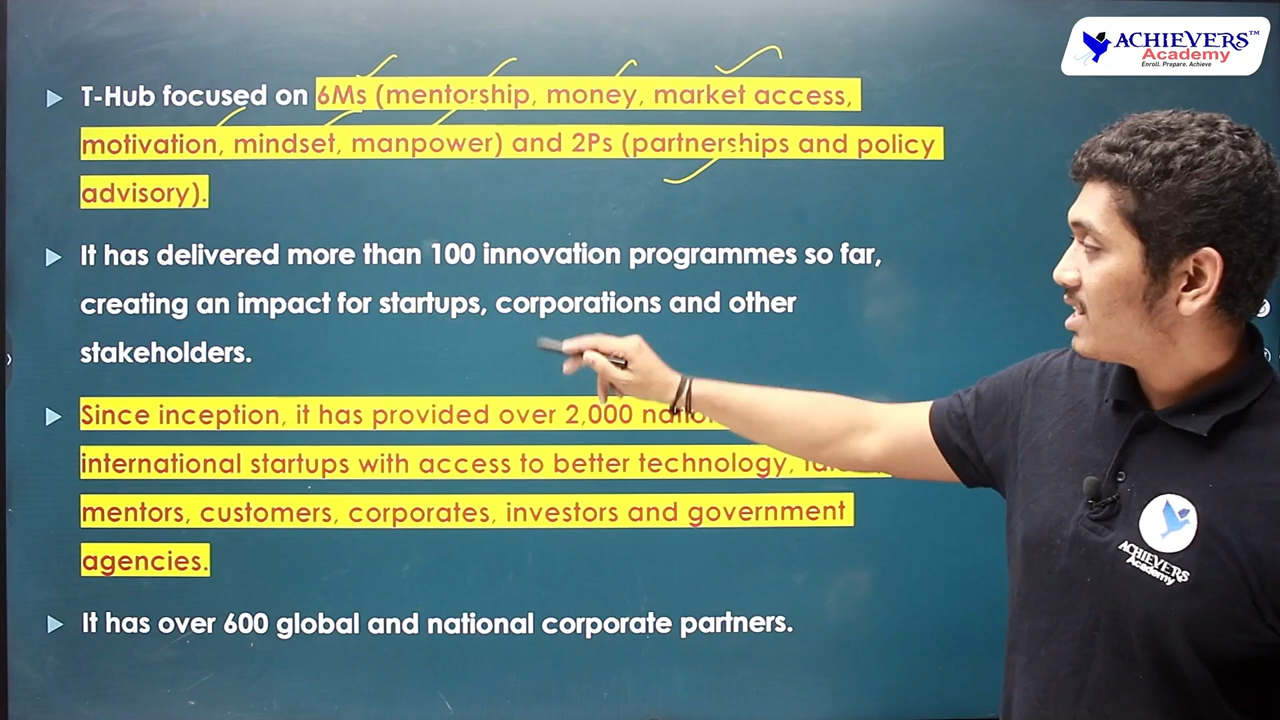 ACHIEVERS™
Academy
Enroll. Prepare. Achieve
T-Hub focused on 6Ms (mentorship, money, market access,
motivation, mindset, manpower) and 2Ps (partnerships and policy
advisory).
It has delivered more than 100 innovation programmes so far,
creating an impact for startups, corporations and other
stakeholders.
Since inception, it has provided over 2,000
international startups with access to better technology,
mentors, customers, corporates, investors and government
agencies.
It has over 600 global and national corporate partners.
ACHIEVERS
Academy